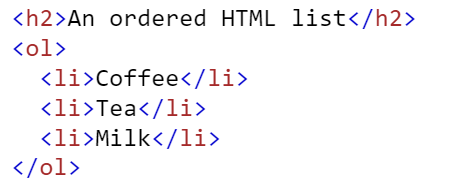 <h2>An ordered HTML list</h2>
<ol>
  <li>Coffee</li>
  <li>Tea</li>
  <li>Milk</li>
</ol>